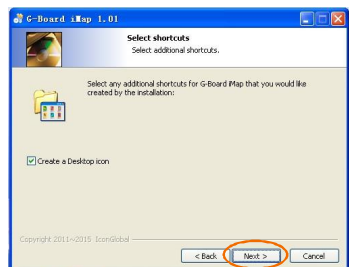 G-Board iMap 1.01
Select shortcuts
Select additional shortcuts.
Select any additional shortcuts for G-Board iMap that you would like
created by the installation:
Create a Desktop icon
Copyright 2011~2015 IconGlobal
< Back
Next >
Cancel